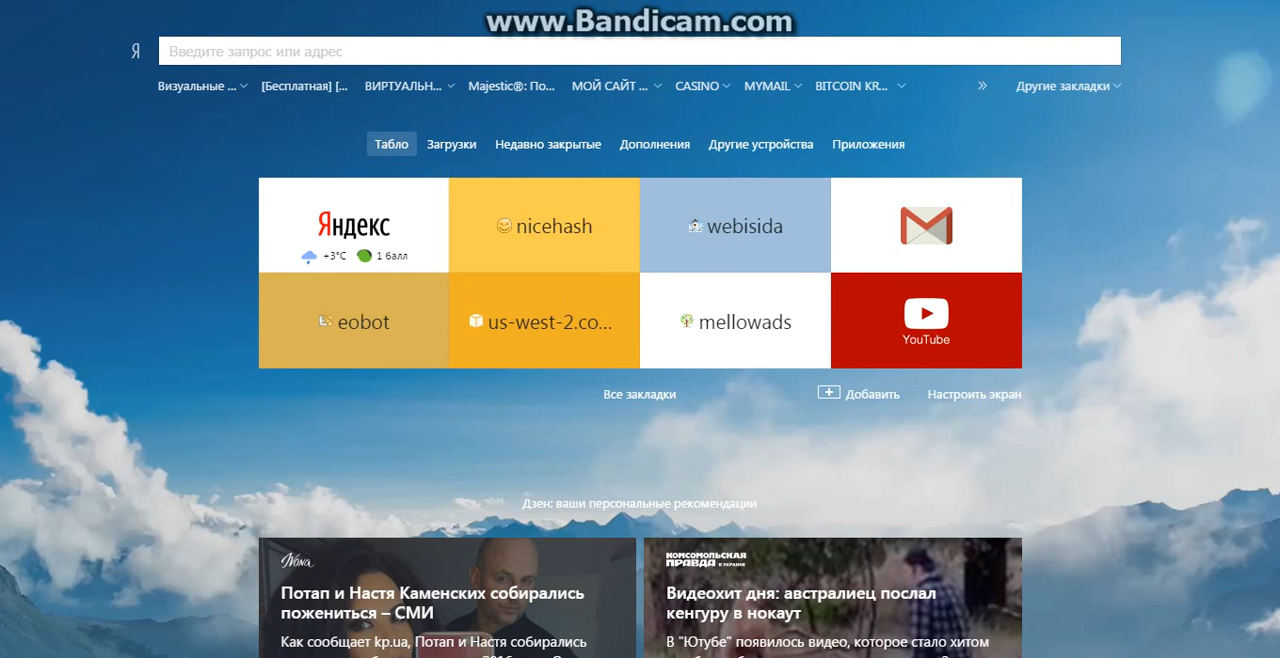 www.Bandicam.com
Я
Введите запрос или адрес
Визуальные ...
[Бесплатная] [...
ВИРТУАЛЬН...
Majestic®: По...
МОЙ САЙТ ...
CASINO
MYMAIL
BITCOIN KR...
»
Другие закладки
Табло
Загрузки
Недавно закрытые
Дополнения
Другие устройства
Приложения
Яндекс
+3°C
1 балл
nicehash
webisida
eobot
us-west-2.co...
mellowads
YouTube
Все закладки
Добавить
Настроить экран
Дзен: ваши персональные рекомендации
Nona
Потап и Настя Каменских собирались
пожениться – СМИ
Как сообщает kp.ua, Потап и Настя собирались
КОМСОМОЛЬСКАЯ
ПРАВДА В УКРАИНЕ
Видеохит дня: австралиец послал
кенгуру в нокаут
В "Ютубе" появилось видео, которое стало хитом